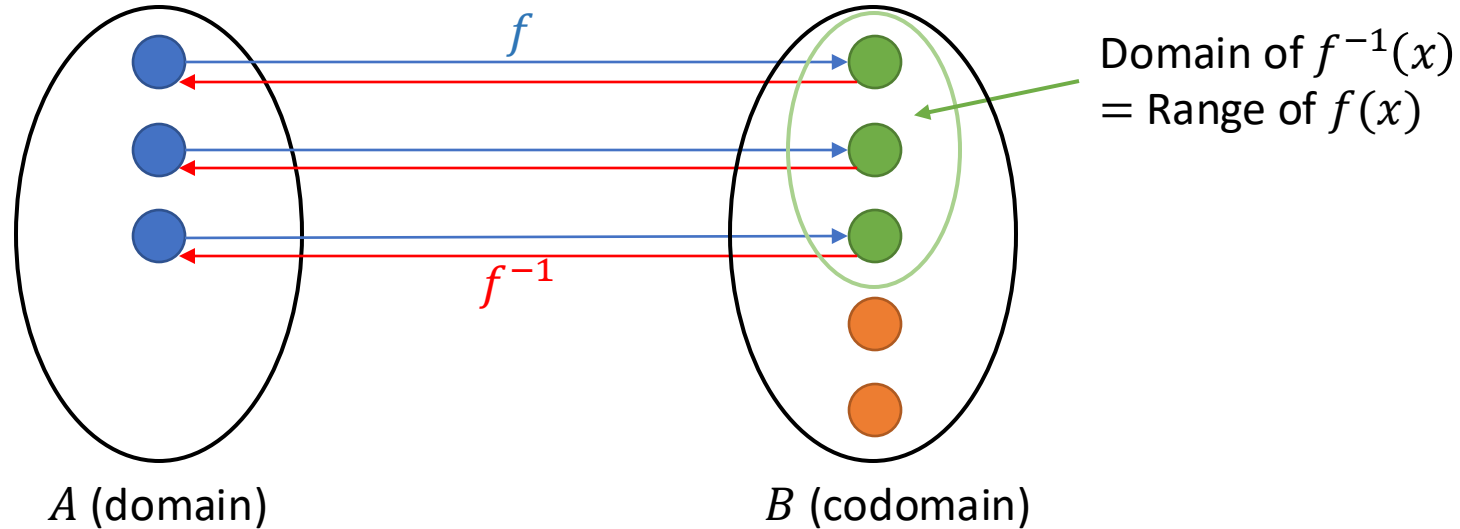 f
Domain of f⁻¹(x)
= Range of f(x)
f⁻¹
A (domain)
B (codomain)